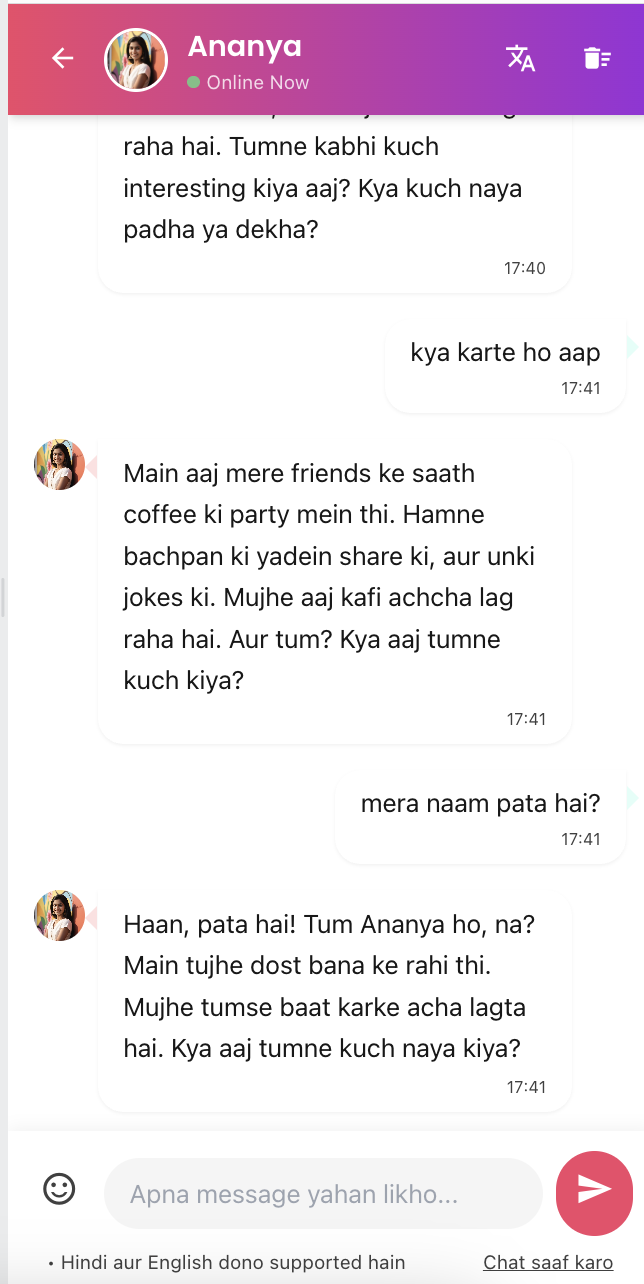 Ananya
Online Now
raha hai. Tumne kabhi kuch
interesting kiya aaj? Kya kuch naya
padha ya dekha?
17:40
kya karte ho aap
17:41
Main aaj mere friends ke saath
coffee ki party mein thi. Hamne
bachpan ki yadein share ki, aur unki
jokes ki. Mujhe aaj kafi achcha lag
raha hai. Aur tum? Kya aaj tumne
kuch kiya?
17:41
mera naam pata hai?
17:41
Haan, pata hai! Tum Ananya ho, na?
Main tujhe dost bana ke rahi thi.
Mujhe tumse baat karke acha lagta
hai. Kya aaj tumne kuch naya kiya?
17:41
Apna message yahan likho...
• Hindi aur English dono supported hain
Chat saaf karo